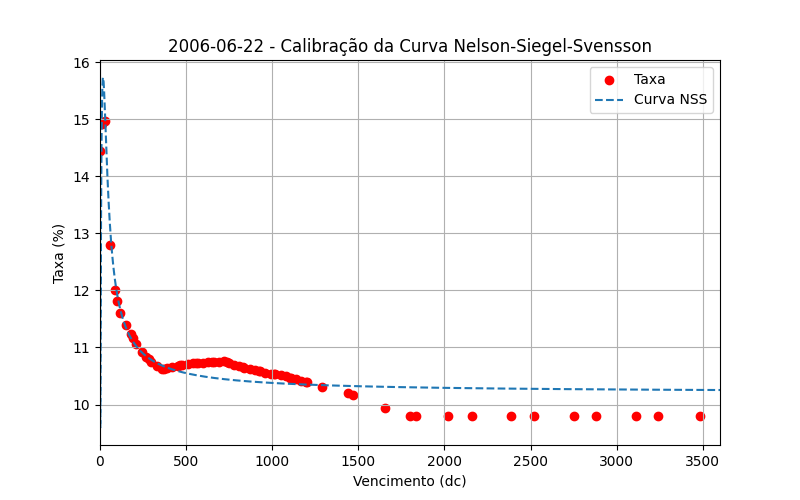 2006-06-22 - Calibração da Curva Nelson-Siegel-Svensson
Taxa
Curva NSS
Taxa (%)
16
15
14
13
12
11
10
0 500 1000 1500 2000 2500 3000 3500
Vencimento (dc)